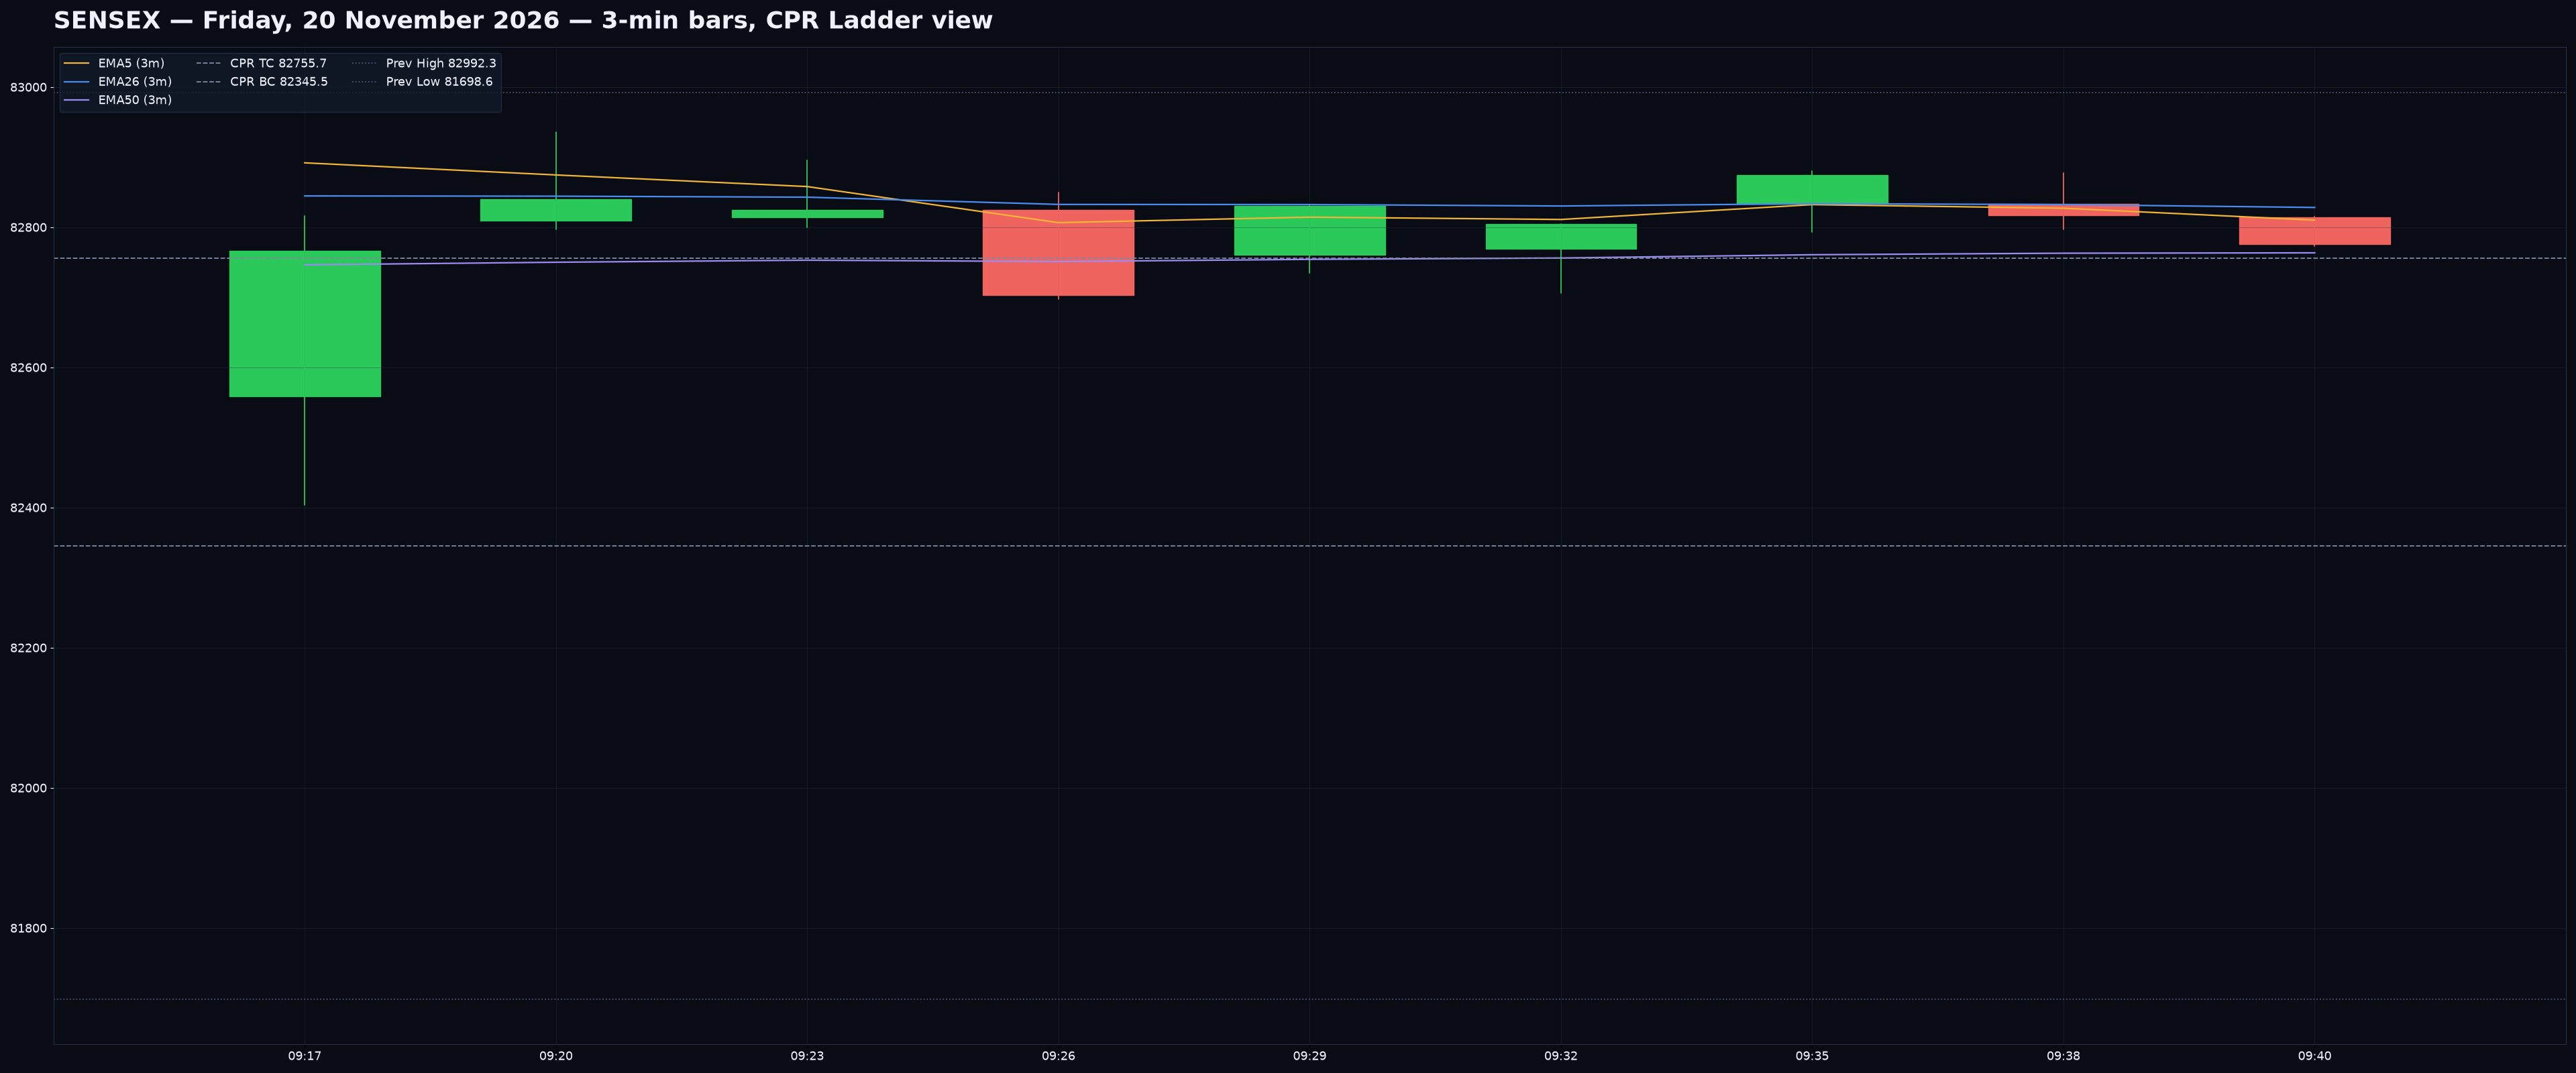 SENSEX — Friday, 20 November 2026 — 3-min bars, CPR Ladder view
EMA5 (3m)
EMA26 (3m)
EMA50 (3m)
CPR TC 82755.7
CPR BC 82345.5
Prev High 82992.3
Prev Low 81698.6
83000
82800
82600
82400
82200
82000
81800
09:17
09:20
09:23
09:26
09:29
09:32
09:35
09:38
09:40